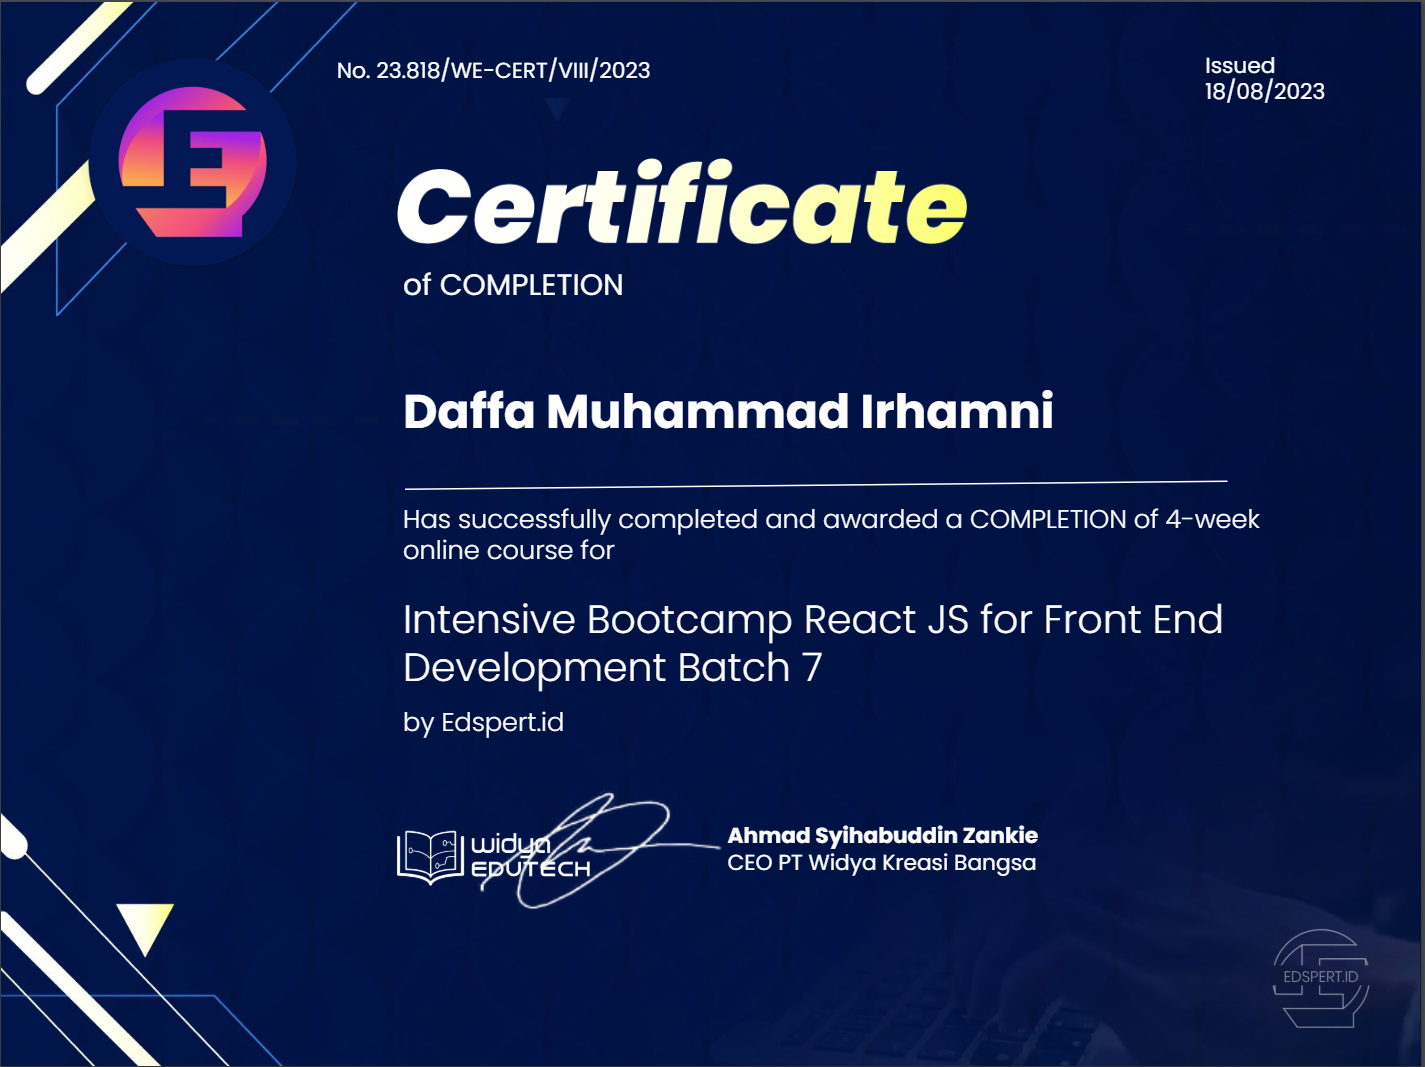 No. 23.818/WE-CERT/VIII/2023
Issued
18/08/2023
Certificate
of COMPLETION
Daffa Muhammad Irhamni
Has successfully completed and awarded a COMPLETION of 4-week
online course for
Intensive Bootcamp React JS for Front End
Development Batch 7
by Edspert.id
widya
EDUTECH
Ahmad Syihabuddin Zankie
CEO PT Widya Kreasi Bangsa
EDSPERT.ID